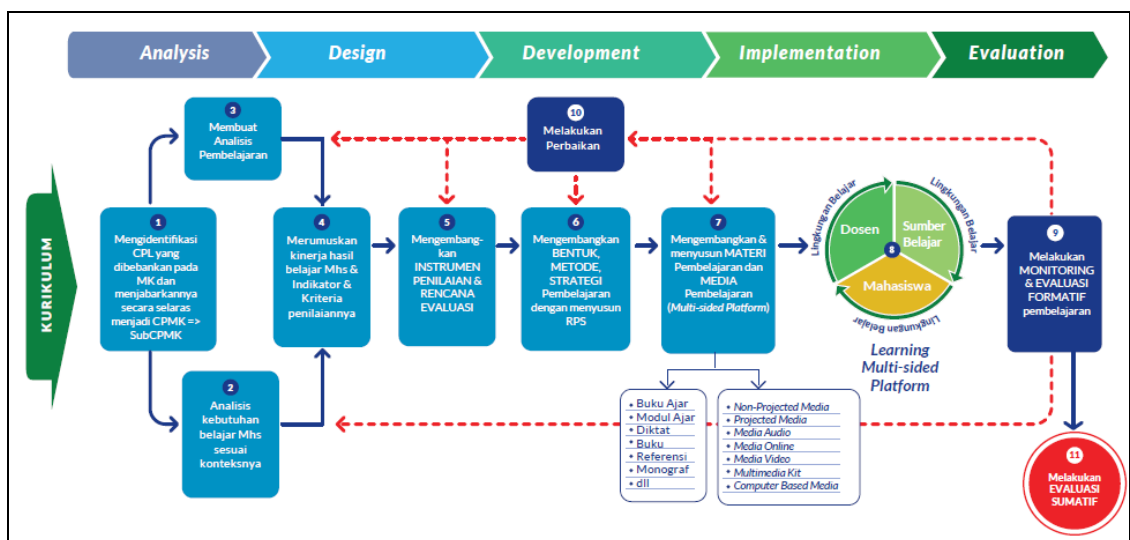 Analysis
Design
Development
Implementation
Evaluation
KURIKULUM
1
Mengidentifikasi
CPL yang
dibebankan pada
MK dan
menjabarkannya
secara selaras
menjadi CPMK =>
SubCPMK
2
Analisis
kebutuhan
belajar Mhs
sesuai
konteksnya
3
Membuat
Analisis
Pembelajaran
4
Merumuskan
kinerja hasil
belajar Mhs &
Indikator &
Kriteria
penilaiannya
5
Mengembang-
kan
INSTRUMEN
PENILAIAN &
RENCANA
EVALUASI
6
Mengembangkan
BENTUK,
METODE,
STRATEGI
Pembelajaran
dengan menyusun
RPS
7
Mengembangkan &
menyusun MATERI
Pembelajaran dan
MEDIA
Pembelajaran
(Multi-sided Platform)
• Buku Ajar
• Modul Ajar
• Diktat
• Buku
• Referensi
• Monograf
• dll
• Non-Projected Media
• Projected Media
• Media Audio
• Media Online
• Media Video
• Multimedia Kit
• Computer Based Media
Lingkungan Belajar
Lingkungan Belajar
Lingkungan Belajar
Dosen
Sumber
Belajar
8
Mahasiswa
Learning
Multi-sided
Platform
9
Melakukan
MONITORING
& EVALUASI
FORMATIF
pembelajaran
10
Melakukan
Perbaikan
11
Melakukan
EVALUASI
SUMATIF